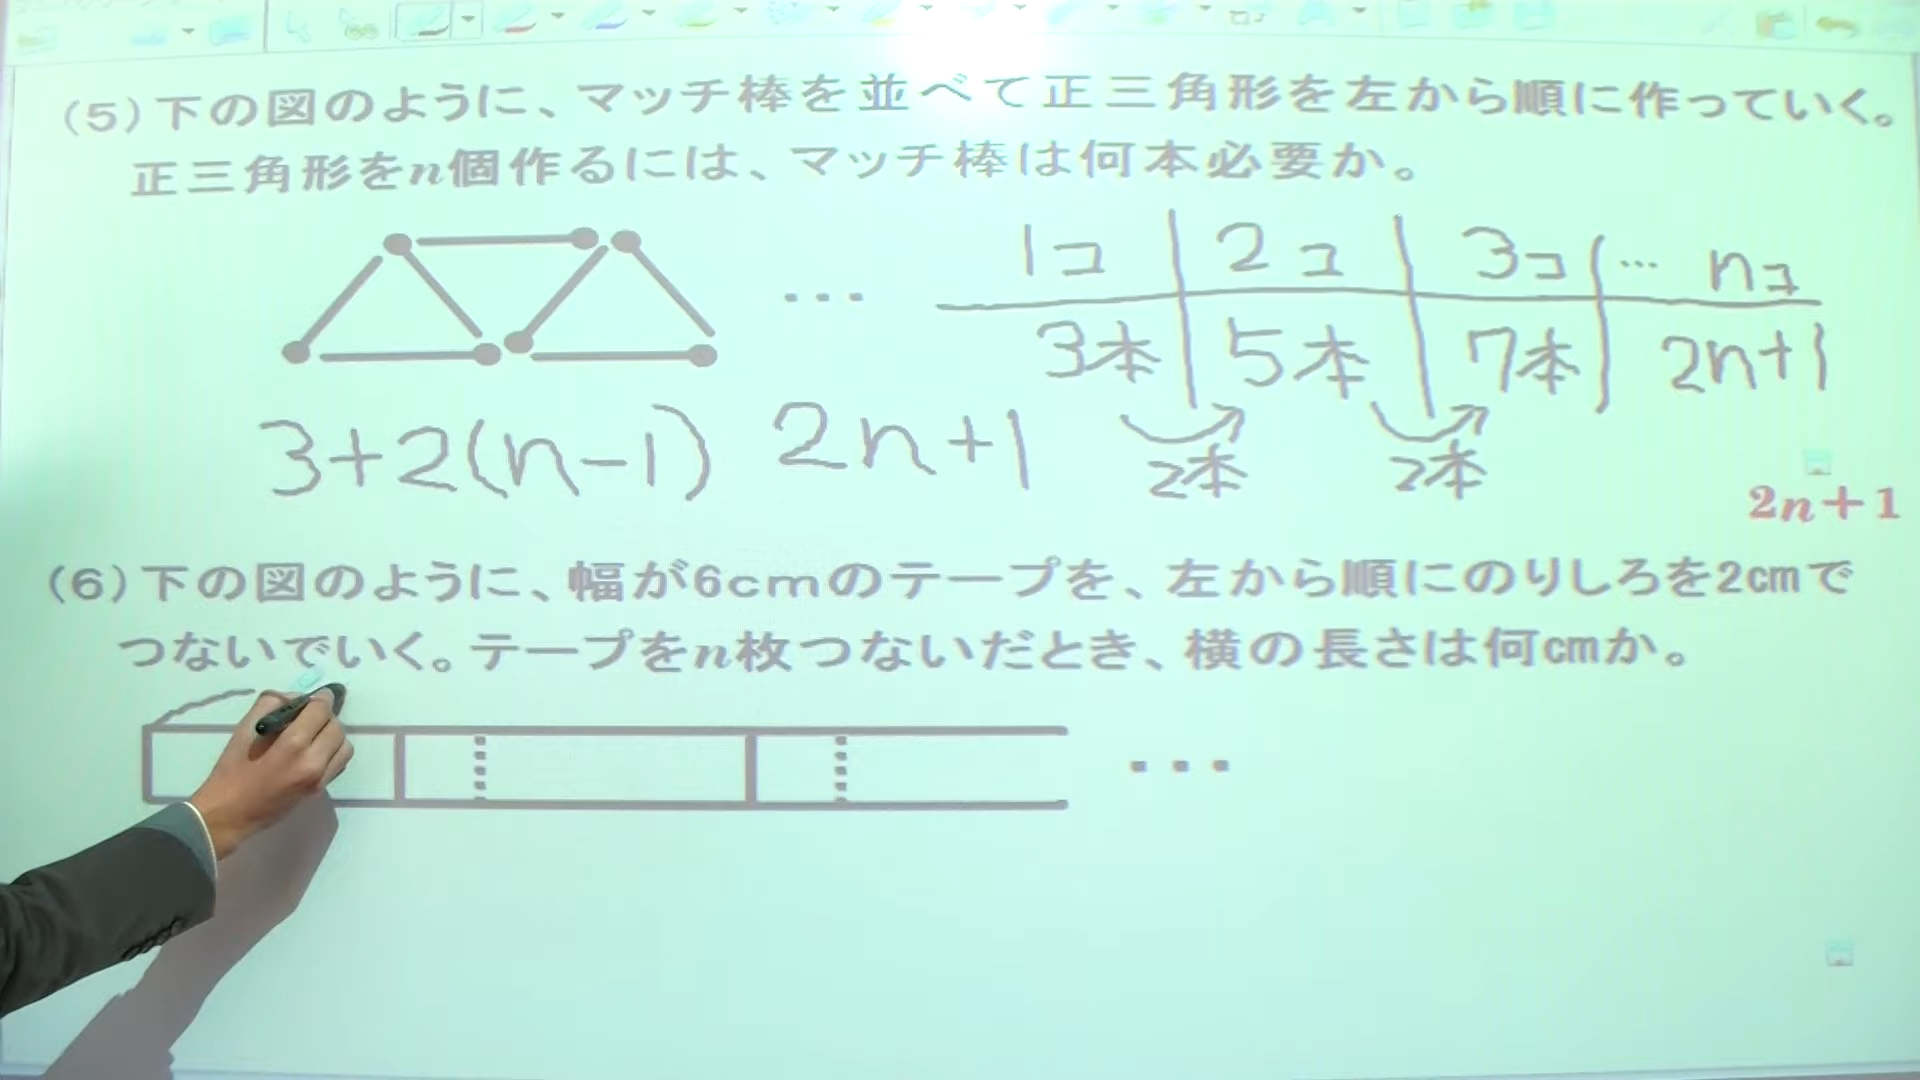 (5)下の図のように、マッチ棒を並べて正三角形を左から順に作っていく。
正三角形をn個作るには、マッチ棒は何本必要か。
・・・
1コ 2コ 3コ … nコ
3本 5本 7本 2n+1
2本 2本
3+2(n-1) 2n+1
2n+1
(6)下の図のように、幅が6cmのテープを、左から順にのりしろを2cmで
つないでいく。テープをn枚つないだとき、横の長さは何cmか。
・・・